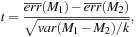 t = \frac{\overline{err}(M_1) - \overline{err}(M_2)}{\sqrt{var(M_1 - M_2)/k}},